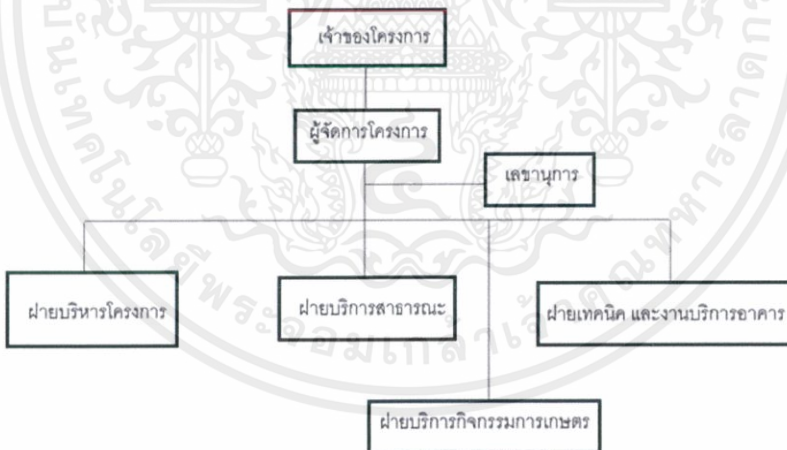 เจ้าของโครงการ
ผู้จัดการโครงการ
เลขานุการ
ฝ่ายบริหารโครงการ
ฝ่ายบริการสาธารณะ
ฝ่ายเทคนิค และงานบริการอาคาร
ฝ่ายบริการกิจกรรมการเกษตร